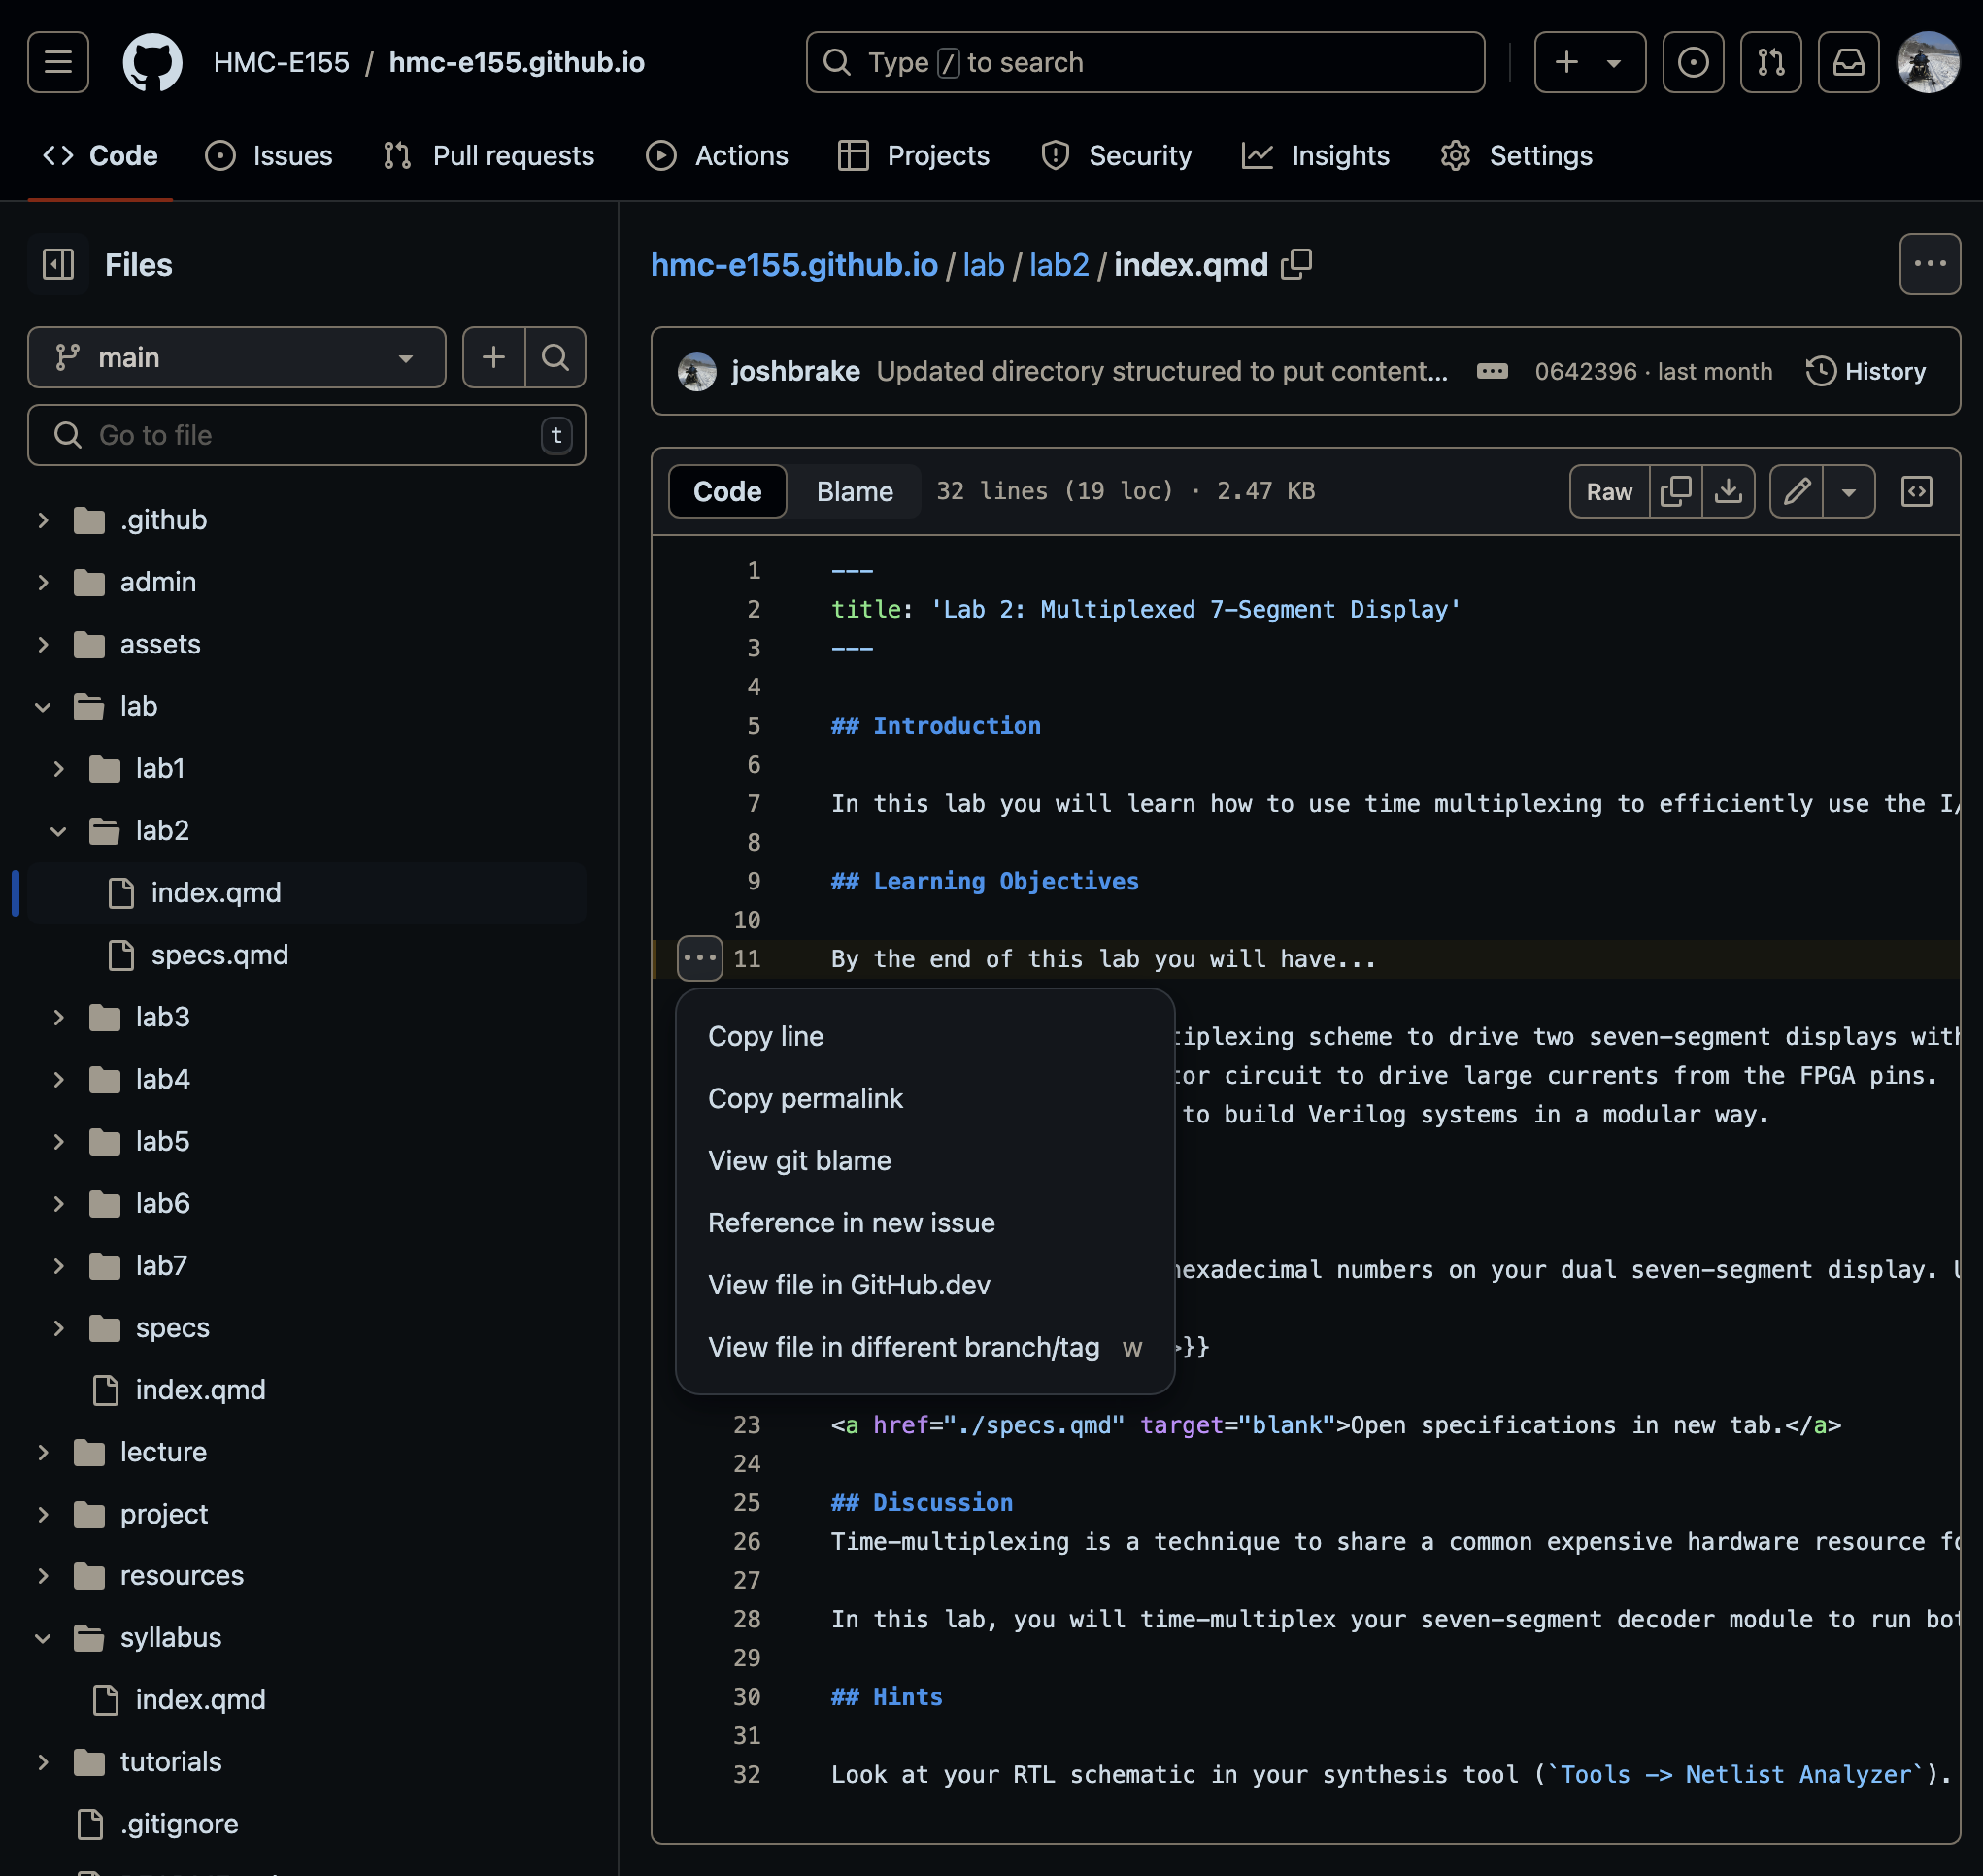 HMC-E155 / hmc-e155.github.io
Type / to search
Code
Issues
Pull requests
Actions
Projects
Security
Insights
Settings
Files
main
Go to file
t
.github
admin
assets
lab
lab1
lab2
index.qmd
specs.qmd
lab3
lab4
lab5
lab6
lab7
specs
index.qmd
lecture
project
resources
syllabus
index.qmd
tutorials
.gitignore
hmc-e155.github.io / lab / lab2 / index.qmd
joshbrake Updated directory structured to put content... 0642396 · last month History
Code Blame 32 lines (19 loc) · 2.47 KB Raw
1 ---
2 title: 'Lab 2: Multiplexed 7-Segment Display'
3 ---
4
5 ## Introduction
6
7 In this lab you will learn how to use time multiplexing to efficiently use the I/
8
9 ## Learning Objectives
10
11 By the end of this lab you will have...
tiplexing scheme to drive two seven-segment displays with
tor circuit to drive large currents from the FPGA pins.
to build Verilog systems in a modular way.
hexadecimal numbers on your dual seven-segment display. U
>}}
Copy line
Copy permalink
View git blame
Reference in new issue
View file in GitHub.dev
View file in different branch/tag w
23 <a href="./specs.qmd" target="blank">Open specifications in new tab.</a>
24
25 ## Discussion
26 Time-multiplexing is a technique to share a common expensive hardware resource fo
27
28 In this lab, you will time-multiplex your seven-segment decoder module to run bot
29
30 ## Hints
31
32 Look at your RTL schematic in your synthesis tool (`Tools -> Netlist Analyzer`).